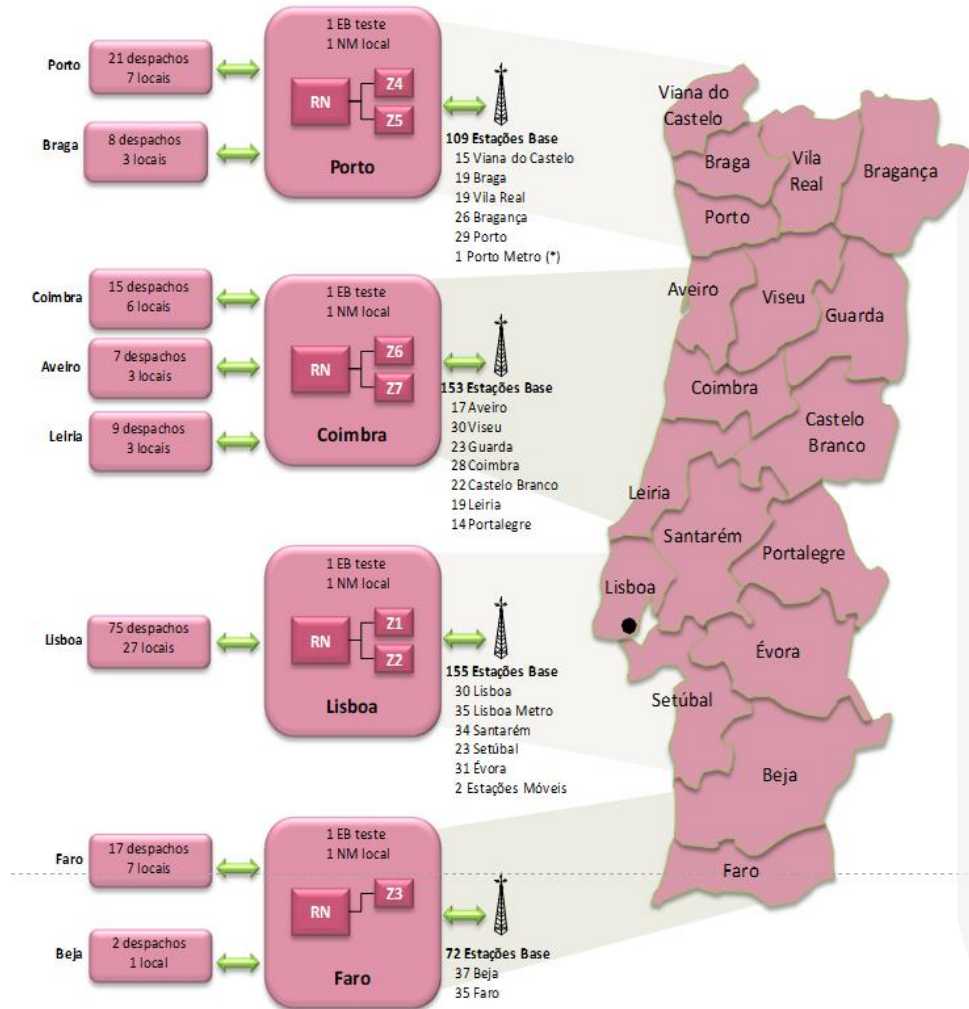 Porto
21 despachos
7 locais
Braga
8 despachos
3 locais
1 EB teste
1 NM local
RN
Z4
Z5
Porto
109 Estações Base
15 Viana do Castelo
19 Braga
19 Vila Real
26 Bragança
29 Porto
1 Porto Metro (*)
Coimbra
15 despachos
6 locais
Aveiro
7 despachos
3 locais
Leiria
9 despachos
3 locais
1 EB teste
1 NM local
RN
Z6
Z7
Coimbra
153 Estações Base
17 Aveiro
30 Viseu
23 Guarda
28 Coimbra
22 Castelo Branco
19 Leiria
14 Portalegre
Lisboa
75 despachos
27 locais
1 EB teste
1 NM local
RN
Z1
Z2
Lisboa
155 Estações Base
30 Lisboa
35 Lisboa Metro
34 Santarém
23 Setúbal
31 Évora
2 Estações Móveis
Faro
17 despachos
7 locais
Beja
2 despachos
1 local
1 EB teste
1 NM local
RN
Z3
Faro
72 Estações Base
37 Beja
35 Faro
Viana do
Castelo
Braga
Vila
Real
Bragança
Porto
Aveiro
Viseu
Guarda
Coimbra
Castelo
Branco
Leiria
Santarém
Portalegre
Lisboa
Évora
Setúbal
Beja
Faro